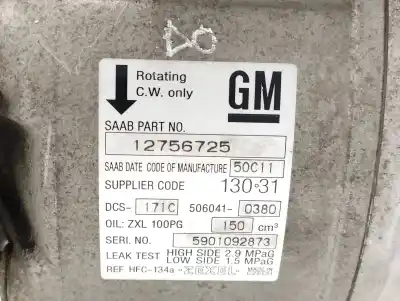 Rotating
C.W. only
GM
SAAB PART NO.
12756725
SAAB DATE CODE OF MANUFACTURE 50C11
SUPPLIER CODE 130-31
DCS- 171C 506041- 0380
OIL: ZXL 100PG 150 cm³
SERI NO. 5901092873
LEAK TEST HIGH SIDE 2.9 MPaG
LOW SIDE 1.5 MPaG
REF HFC-134a ZEXEL